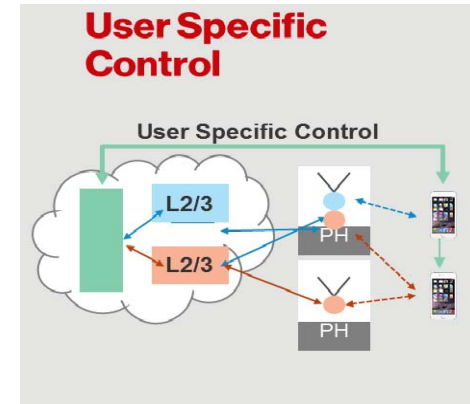 User Specific
Control
User Specific Control
L2/3
PH
L2/3
PH